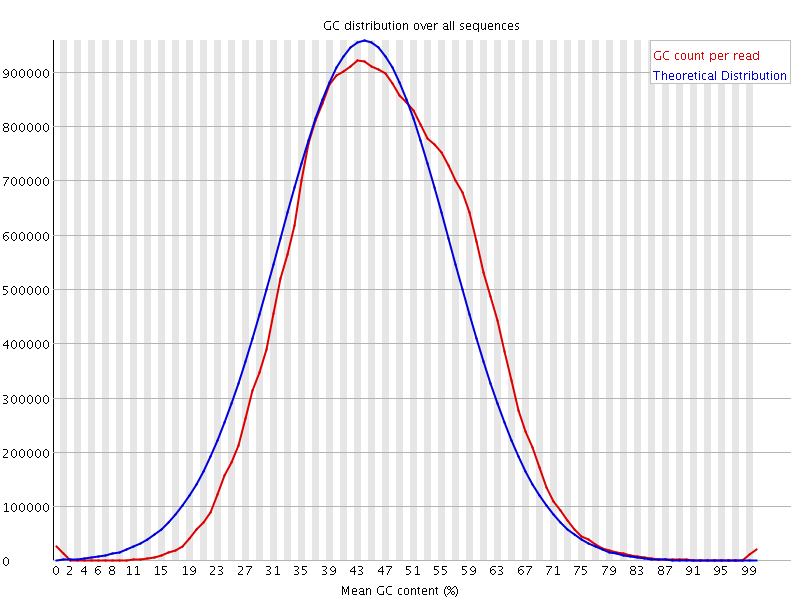 GC distribution over all sequences
GC count per read
Theoretical Distribution
900000
800000
700000
600000
500000
400000
300000
200000
100000
0
0 2 4 6 8 11 15 19 23 27 31 35 39 43 47 51 55 59 63 67 71 75 79 83 87 91 95 99
Mean GC content (%)